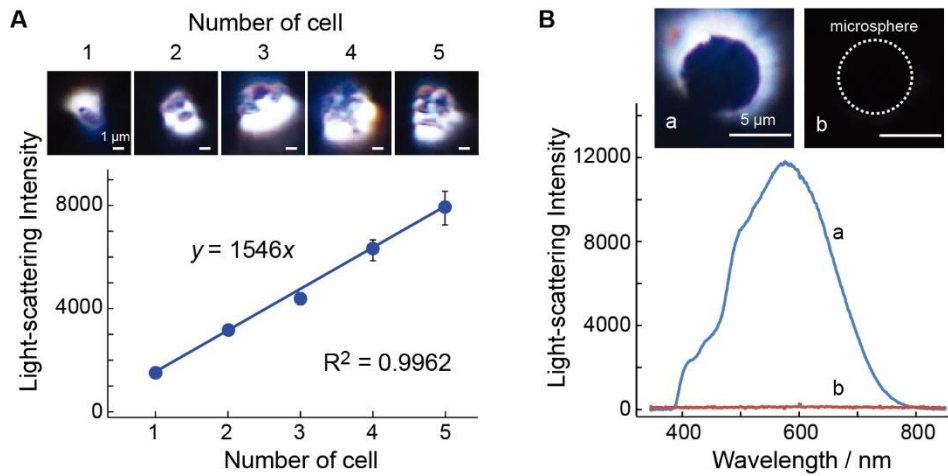 A
Number of cell
1 2 3 4 5
1 μm
Light-scattering Intensity
8000
4000
0
y = 1546x
R² = 0.9962
1 2 3 4 5
Number of cell
B
a
5 μm
microsphere
b
Light-scattering Intensity
12000
8000
4000
0
a
b
400 600 800
Wavelength / nm